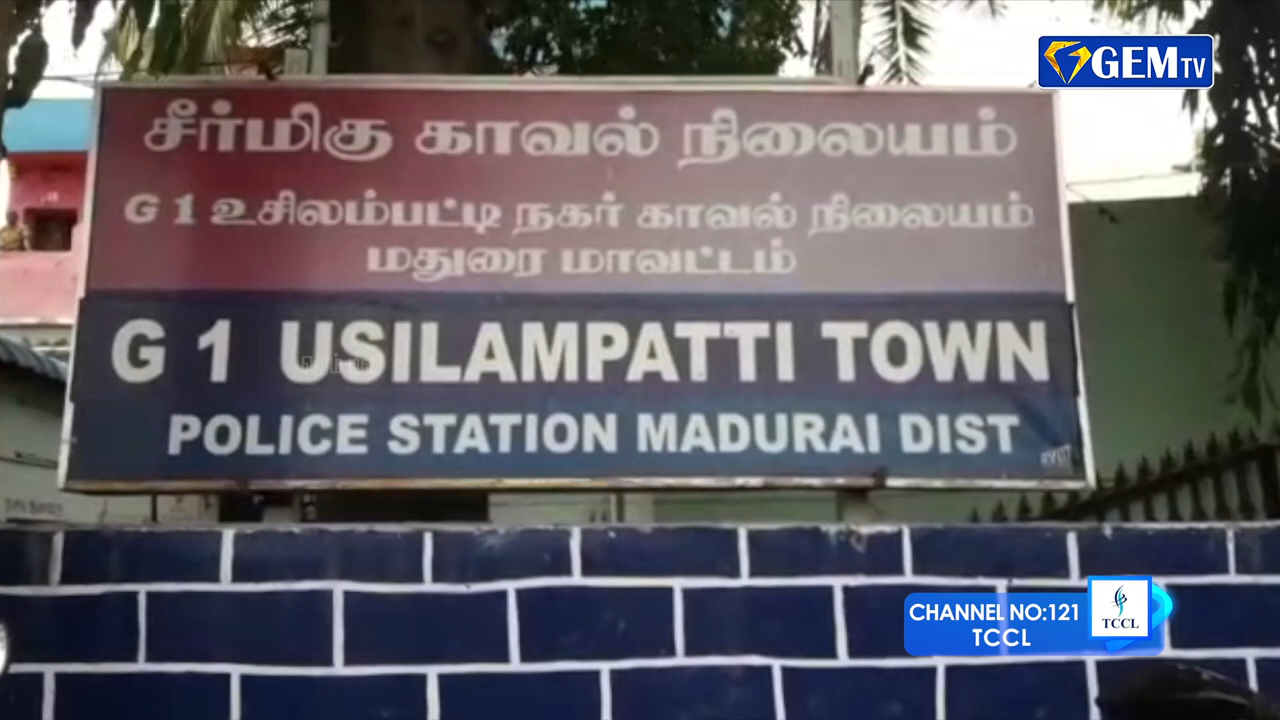 GEMTV
சீர்மிகு காவல் நிலையம்
G 1 உசிலம்பட்டி நகர் காவல் நிலையம்
மதுரை மாவட்டம்
G 1 USILAMPATTI TOWN
POLICE STATION MADURAI DIST
CHANNEL NO:121
TCCL
TCCL